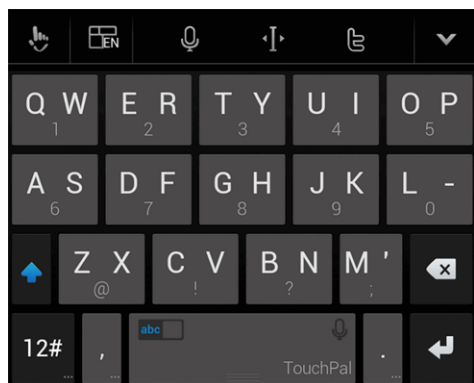 EN
Q W E R T Y U I O P
1 2 3 4 5
A S D F G H J K L -
6 7 8 9 0
Z X C V B N M '
@ ! ? ;
12# , abc TouchPal .